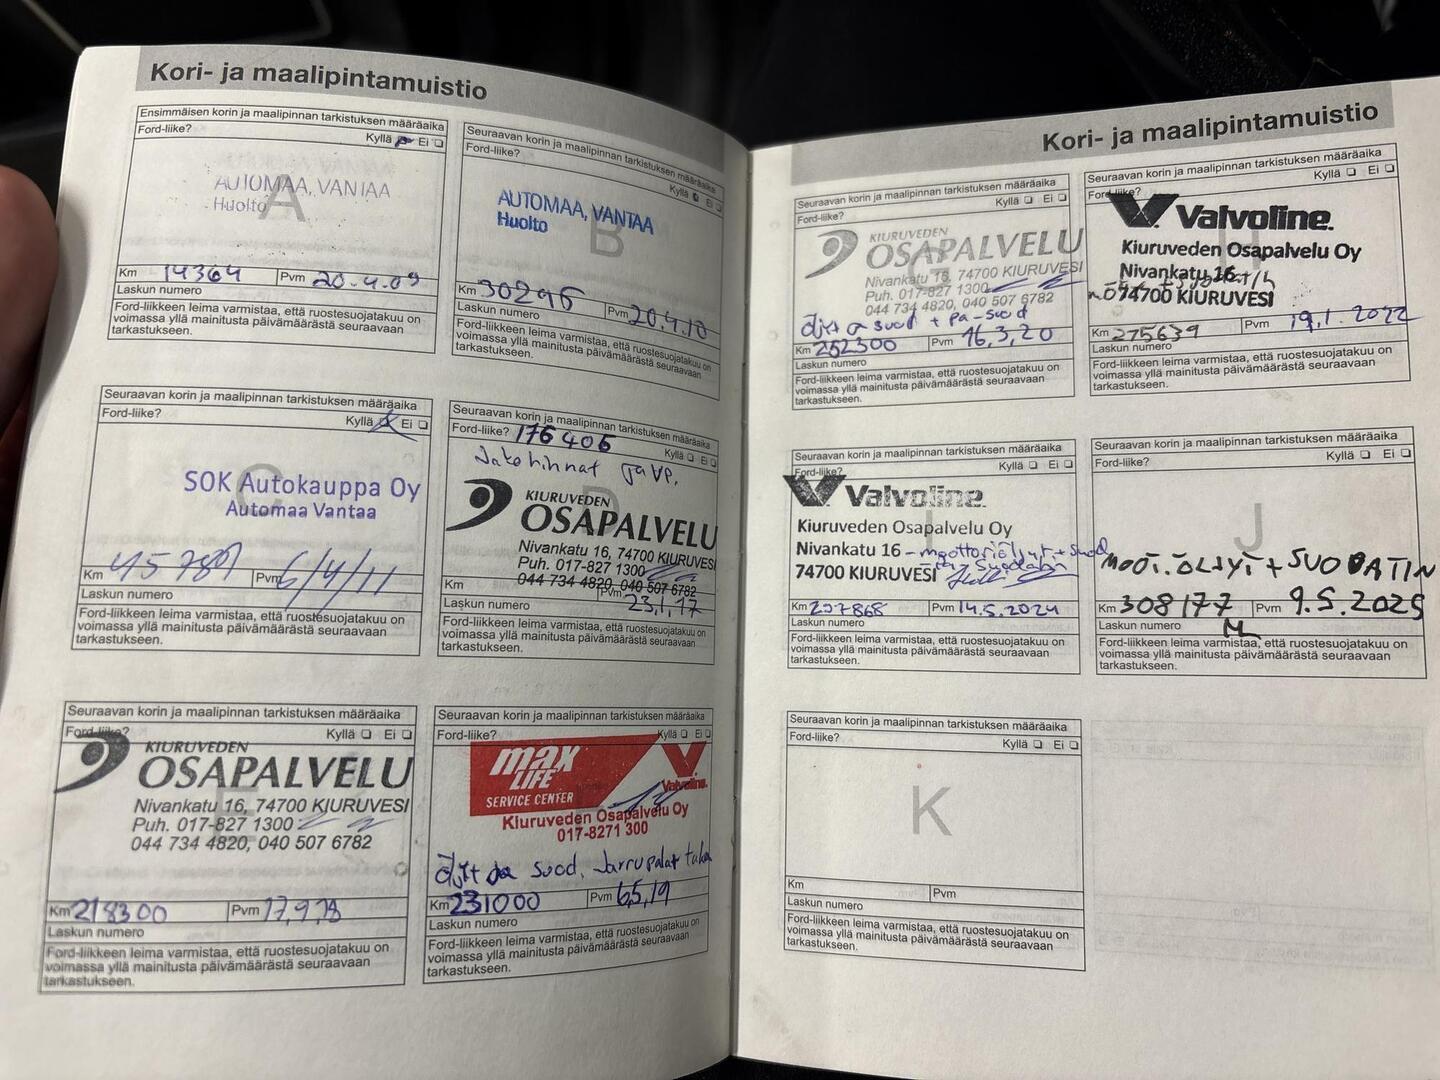 Kori- ja maalipintamuistio
Ensimmäisen korin ja maalipinnan tarkistuksen määräaika
Ford-liike?
Kyllä Ei
A
AUTOMAA, VANTAA
Huolto
Km 14364 Pvm 20.4.09
Laskun numero
Ford-liikkeen leima varmistaa, että ruostesuojatakuu on
voimassa yllä mainitusta päivämäärästä seuraavaan
tarkastukseen.
Seuraavan korin ja maalipinnan tarkistuksen määräaika
Ford-liike?
Kyllä Ei
B
AUTOMAA, VANTAA
Huolto
Km 30296 Pvm 20.4.10
Laskun numero
Ford-liikkeen leima varmistaa, että ruostesuojatakuu on
voimassa yllä mainitusta päivämäärästä seuraavaan
tarkastukseen.
Seuraavan korin ja maalipinnan tarkistuksen määräaika
Ford-liike?
Kyllä Ei
C
SOK Autokauppa Oy
Automaa Vantaa
Km 45789 Pvm 6/4/11
Laskun numero
Ford-liikkeen leima varmistaa, että ruostesuojatakuu on
voimassa yllä mainitusta päivämäärästä seuraavaan
tarkastukseen.
Seuraavan korin ja maalipinnan tarkistuksen määräaika
Ford-liike? 176406
Kyllä Ei
Jakohinnat ja VP.
D
KIURUVEDEN
OSAPALVELU
Nivankatu 16, 74700 KIURUVESI
Puh. 017-827 1300
044 734 4820, 040 507 6782
Km Pvm 23,1,17
Laskun numero
Ford-liikkeen leima varmistaa, että ruostesuojatakuu on
voimassa yllä mainitusta päivämäärästä seuraavaan
tarkastukseen.
Seuraavan korin ja maalipinnan tarkistuksen määräaika
Ford-liike?
Kyllä Ei
E
KIURUVEDEN
OSAPALVELU
Nivankatu 16, 74700 KIURUVESI
Puh. 017-827 1300
044 734 4820, 040 507 6782
Km 218300 Pvm 17,9,18
Laskun numero
Ford-liikkeen leima varmistaa, että ruostesuojatakuu on
voimassa yllä mainitusta päivämäärästä seuraavaan
tarkastukseen.
Seuraavan korin ja maalipinnan tarkistuksen määräaika
Ford-liike?
Kyllä Ei
max
LIFE
SERVICE CENTER
Valvoline
Kiuruveden Osapalvelu Oy
017-8271 300
öljyt ja suod. Jarrupalat taka
Km 231000 Pvm 6,5,19
Laskun numero
Ford-liikkeen leima varmistaa, että ruostesuojatakuu on
voimassa yllä mainitusta päivämäärästä seuraavaan
tarkastukseen.
Kori- ja maalipintamuistio
Seuraavan korin ja maalipinnan tarkistuksen määräaika
Ford-liike?
Kyllä Ei
KIURUVEDEN
OSAPALVELU
Nivankatu 16, 74700 KIURUVESI
Puh. 017-827 1300
044 734 4820, 040 507 6782
suod + pa-suod
Km 252300 Pvm 16,3,20
Laskun numero
Ford-liikkeen leima varmistaa, että ruostesuojatakuu on
voimassa yllä mainitusta päivämäärästä seuraavaan
tarkastukseen.
Seuraavan korin ja maalipinnan tarkistuksen määräaika
Ford-liike?
Kyllä Ei
H
Valvoline.
Kiuruveden Osapalvelu Oy
Nivankatu 16
74700 KIURUVESI
Km 275639 Pvm 19.1.2022
Laskun numero
Ford-liikkeen leima varmistaa, että ruostesuojatakuu on
voimassa yllä mainitusta päivämäärästä seuraavaan
tarkastukseen.
Seuraavan korin ja maalipinnan tarkistuksen määräaika
Ford-liike?
Kyllä Ei
I
Valvoline.
Kiuruveden Osapalvelu Oy
Nivankatu 16 - moottoriöljyt + suod
74700 KIURUVESI
Km 297868 Pvm 14.5.2024
Laskun numero
Ford-liikkeen leima varmistaa, että ruostesuojatakuu on
voimassa yllä mainitusta päivämäärästä seuraavaan
tarkastukseen.
Seuraavan korin ja maalipinnan tarkistuksen määräaika
Ford-liike?
Kyllä Ei
J
MOOT.ÖLJYT + SUODATIN
Km 308177 Pvm 9.5.2025
Laskun numero
Ford-liikkeen leima varmistaa, että ruostesuojatakuu on
voimassa yllä mainitusta päivämäärästä seuraavaan
tarkastukseen.
Seuraavan korin ja maalipinnan tarkistuksen määräaika
Ford-liike?
Kyllä Ei
K
Km Pvm
Laskun numero
Ford-liikkeen leima varmistaa, että ruostesuojatakuu on
voimassa yllä mainitusta päivämäärästä seuraavaan
tarkastukseen.